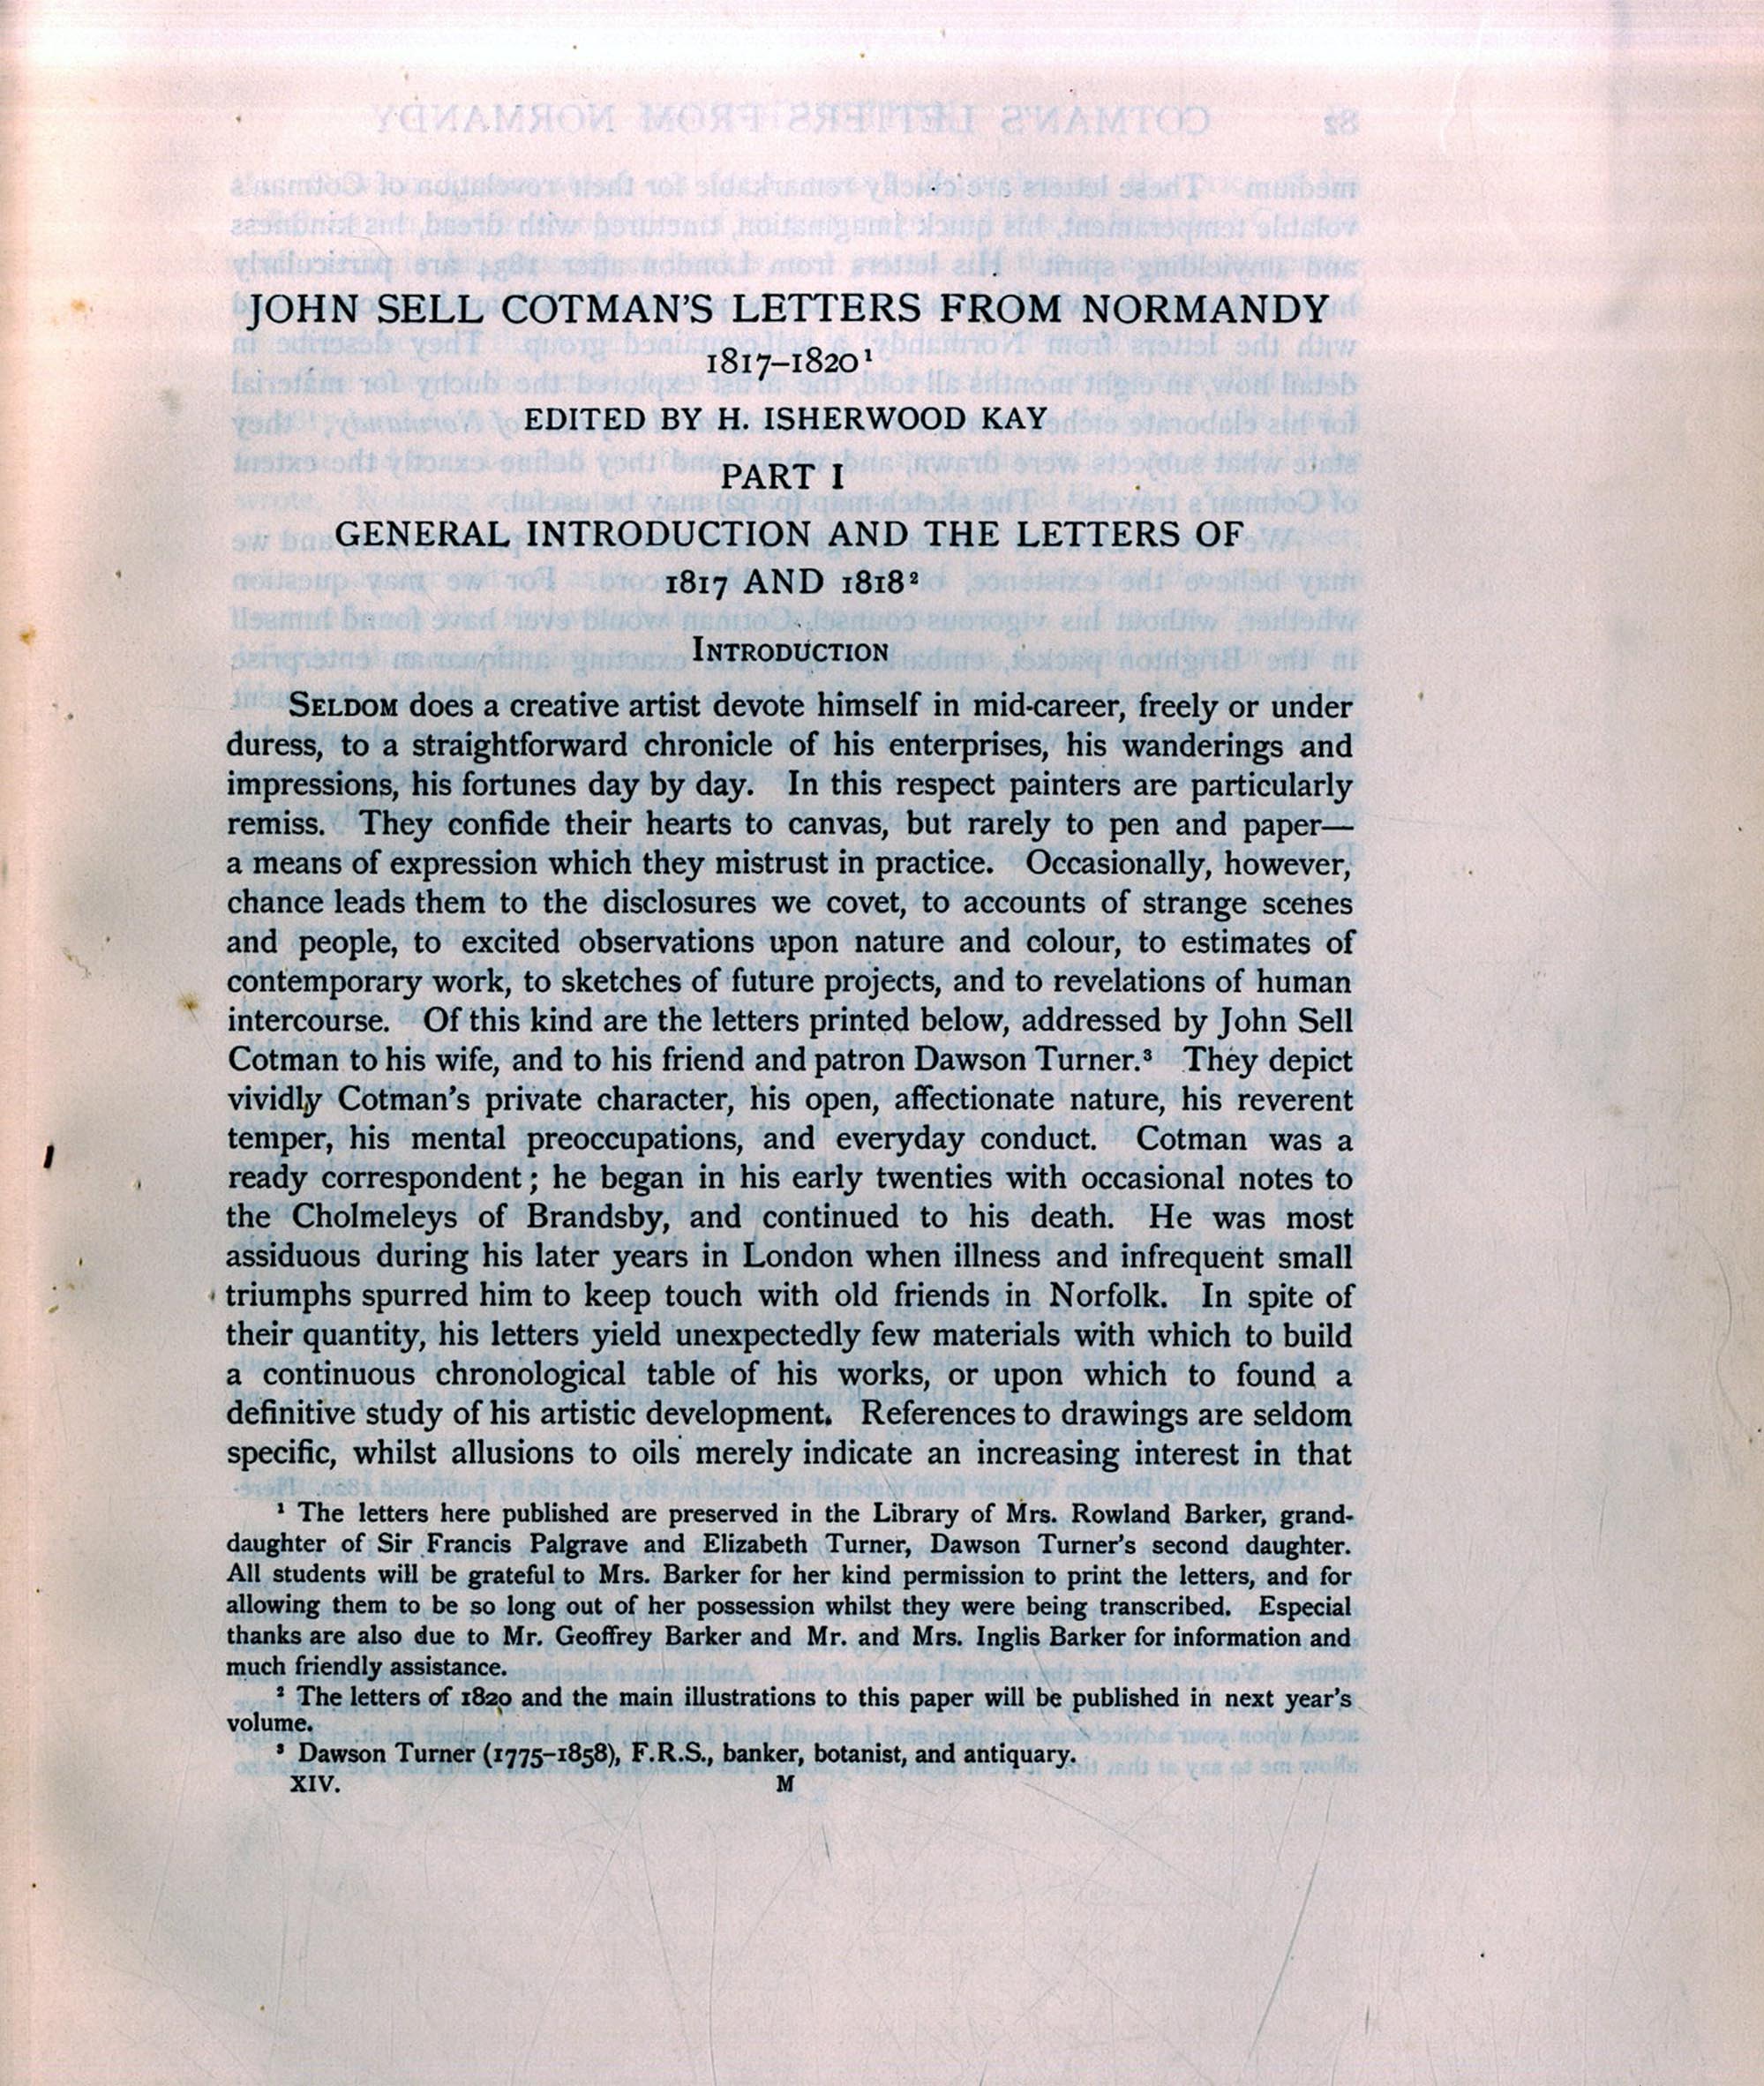 JOHN SELL COTMAN'S LETTERS FROM NORMANDY
1817–1820¹
EDITED BY H. ISHERWOOD KAY
PART I
GENERAL INTRODUCTION AND THE LETTERS OF
1817 AND 1818²
INTRODUCTION
SELDOM does a creative artist devote himself in mid-career, freely or under
duress, to a straightforward chronicle of his enterprises, his wanderings and
impressions, his fortunes day by day. In this respect painters are particularly
remiss. They confide their hearts to canvas, but rarely to pen and paper—
a means of expression which they mistrust in practice. Occasionally, however,
chance leads them to the disclosures we covet, to accounts of strange scenes
and people, to excited observations upon nature and colour, to estimates of
contemporary work, to sketches of future projects, and to revelations of human
intercourse. Of this kind are the letters printed below, addressed by John Sell
Cotman to his wife, and to his friend and patron Dawson Turner.³ They depict
vividly Cotman's private character, his open, affectionate nature, his reverent
temper, his mental preoccupations, and everyday conduct. Cotman was a
ready correspondent; he began in his early twenties with occasional notes to
the Cholmeleys of Brandsby, and continued to his death. He was most
assiduous during his later years in London when illness and infrequent small
triumphs spurred him to keep touch with old friends in Norfolk. In spite of
their quantity, his letters yield unexpectedly few materials with which to build
a continuous chronological table of his works, or upon which to found a
definitive study of his artistic development. References to drawings are seldom
specific, whilst allusions to oils merely indicate an increasing interest in that
¹ The letters here published are preserved in the Library of Mrs. Rowland Barker, grand-
daughter of Sir Francis Palgrave and Elizabeth Turner, Dawson Turner's second daughter.
All students will be grateful to Mrs. Barker for her kind permission to print the letters, and for
allowing them to be so long out of her possession whilst they were being transcribed. Especial
thanks are also due to Mr. Geoffrey Barker and Mr. and Mrs. Inglis Barker for information and
much friendly assistance.
² The letters of 1820 and the main illustrations to this paper will be published in next year's
volume.
³ Dawson Turner (1775–1858), F.R.S., banker, botanist, and antiquary.
XIV. M